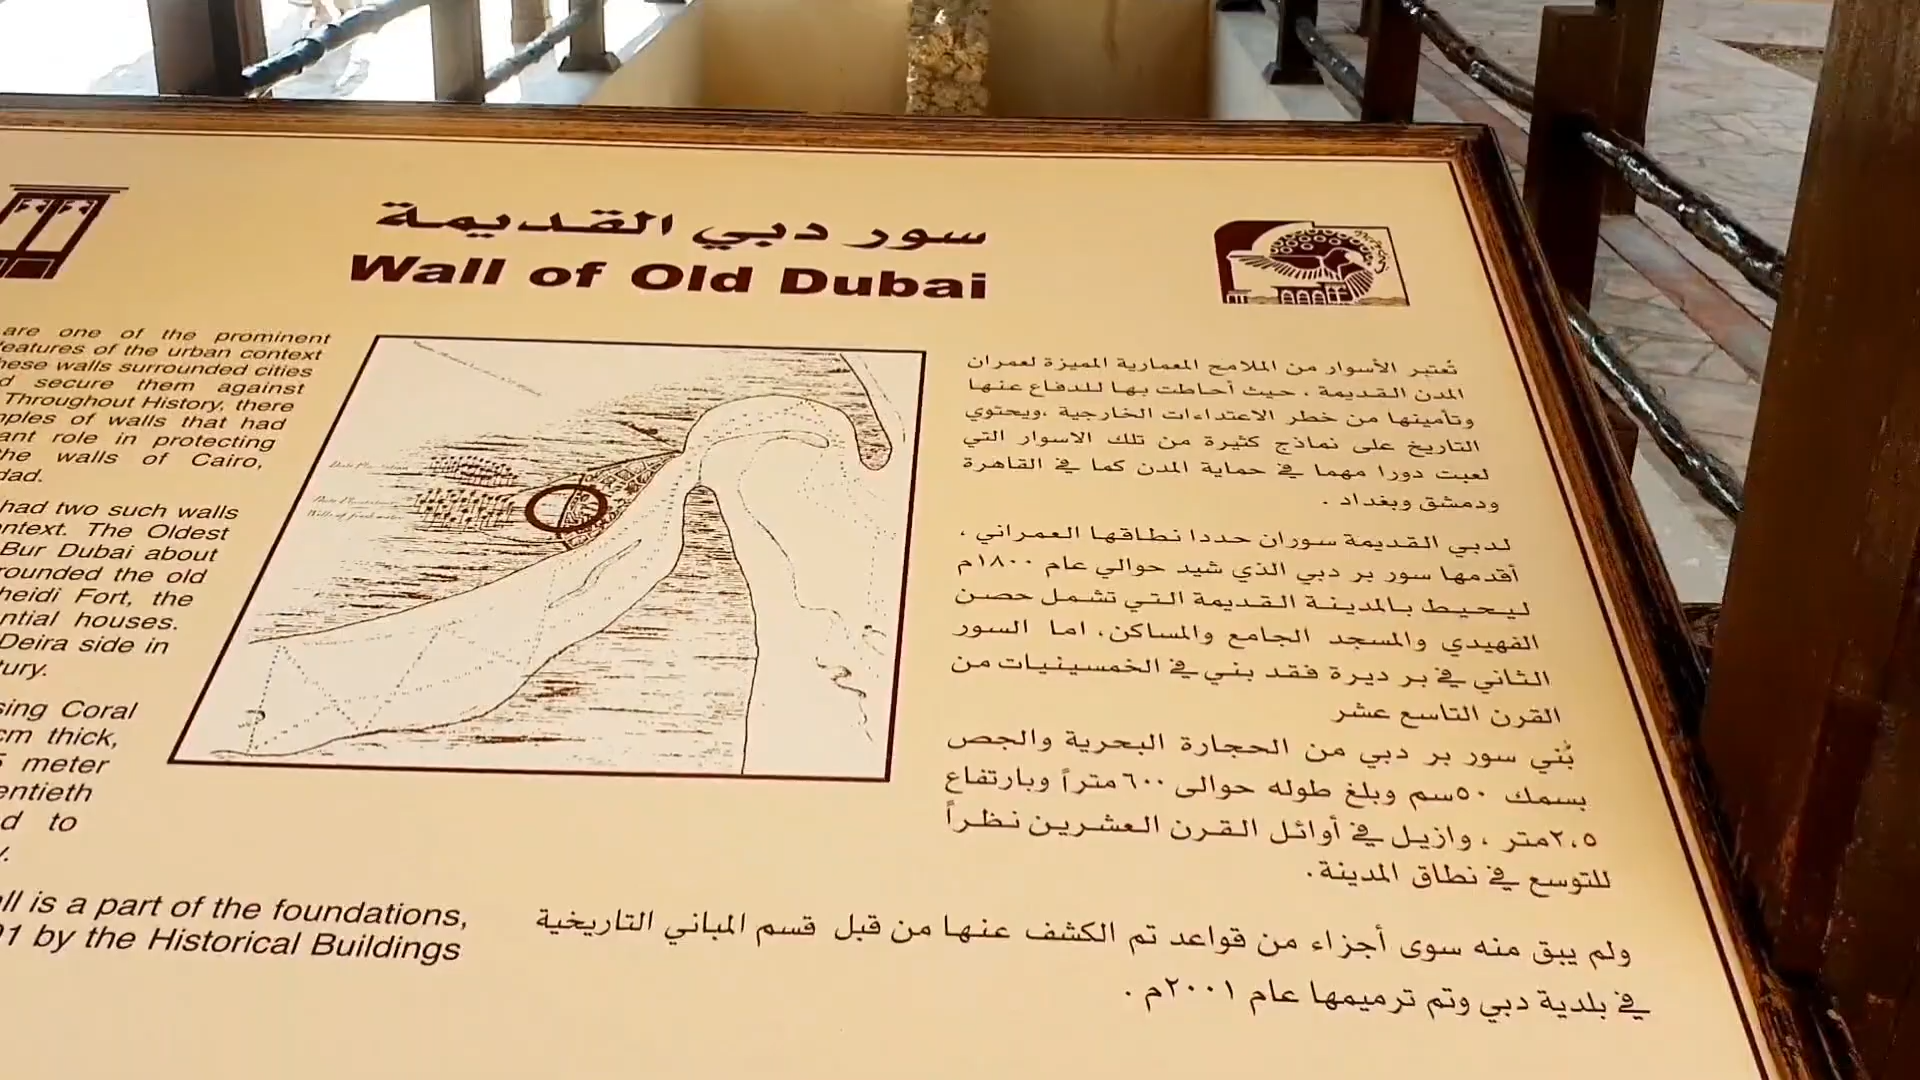 سور دبي القديمة
Wall of Old Dubai
are one of the prominent
features of the urban context
hese walls surrounded cities
d secure them against
Throughout History, there
mples of walls that had
ant role in protecting
the walls of Cairo,
dad.
had two such walls
ontext. The Oldest
Bur Dubai about
rounded the old
heidi Fort, the
ntial houses.
Deira side in
tury.
sing Coral
cm thick,
5 meter
entieth
d to
y.
ll is a part of the foundations,
01 by the Historical Buildings
تُعتبر الأسوار من الملامح المعمارية المميزة لعمران
المدن القديمة ، حيث أحاطت بها للدفاع عنها
وتأمينها من خطر الاعتداءات الخارجية ،ويحتوي
التاريخ على نماذج كثيرة من تلك الاسوار التي
لعبت دورا مهما في حماية المدن كما في القاهرة
ودمشق وبغداد .
لدبي القديمة سوران حددا نطاقها العمراني ،
أقدمها سور بر دبي الذي شيد حوالي عام ١٨٠٠م
ليحيط بالمدينة القديمة التي تشمل حصن
الفهيدي والمسجد الجامع والمساكن، اما السور
الثاني في بر ديرة فقد بني في الخمسينيات من
القرن التاسع عشر
بُني سور بر دبي من الحجارة البحرية والجص
بسمك ٥٠سم وبلغ طوله حوالى ٦٠٠متراً وبارتفاع
٢،٥متر ، وازيل في أوائل القرن العشرين نظراً
للتوسع في نطاق المدينة.
ولم يبق منه سوى أجزاء من قواعد تم الكشف عنها من قبل قسم المباني التاريخية
في بلدية دبي وتم ترميمها عام ٢٠٠١م .